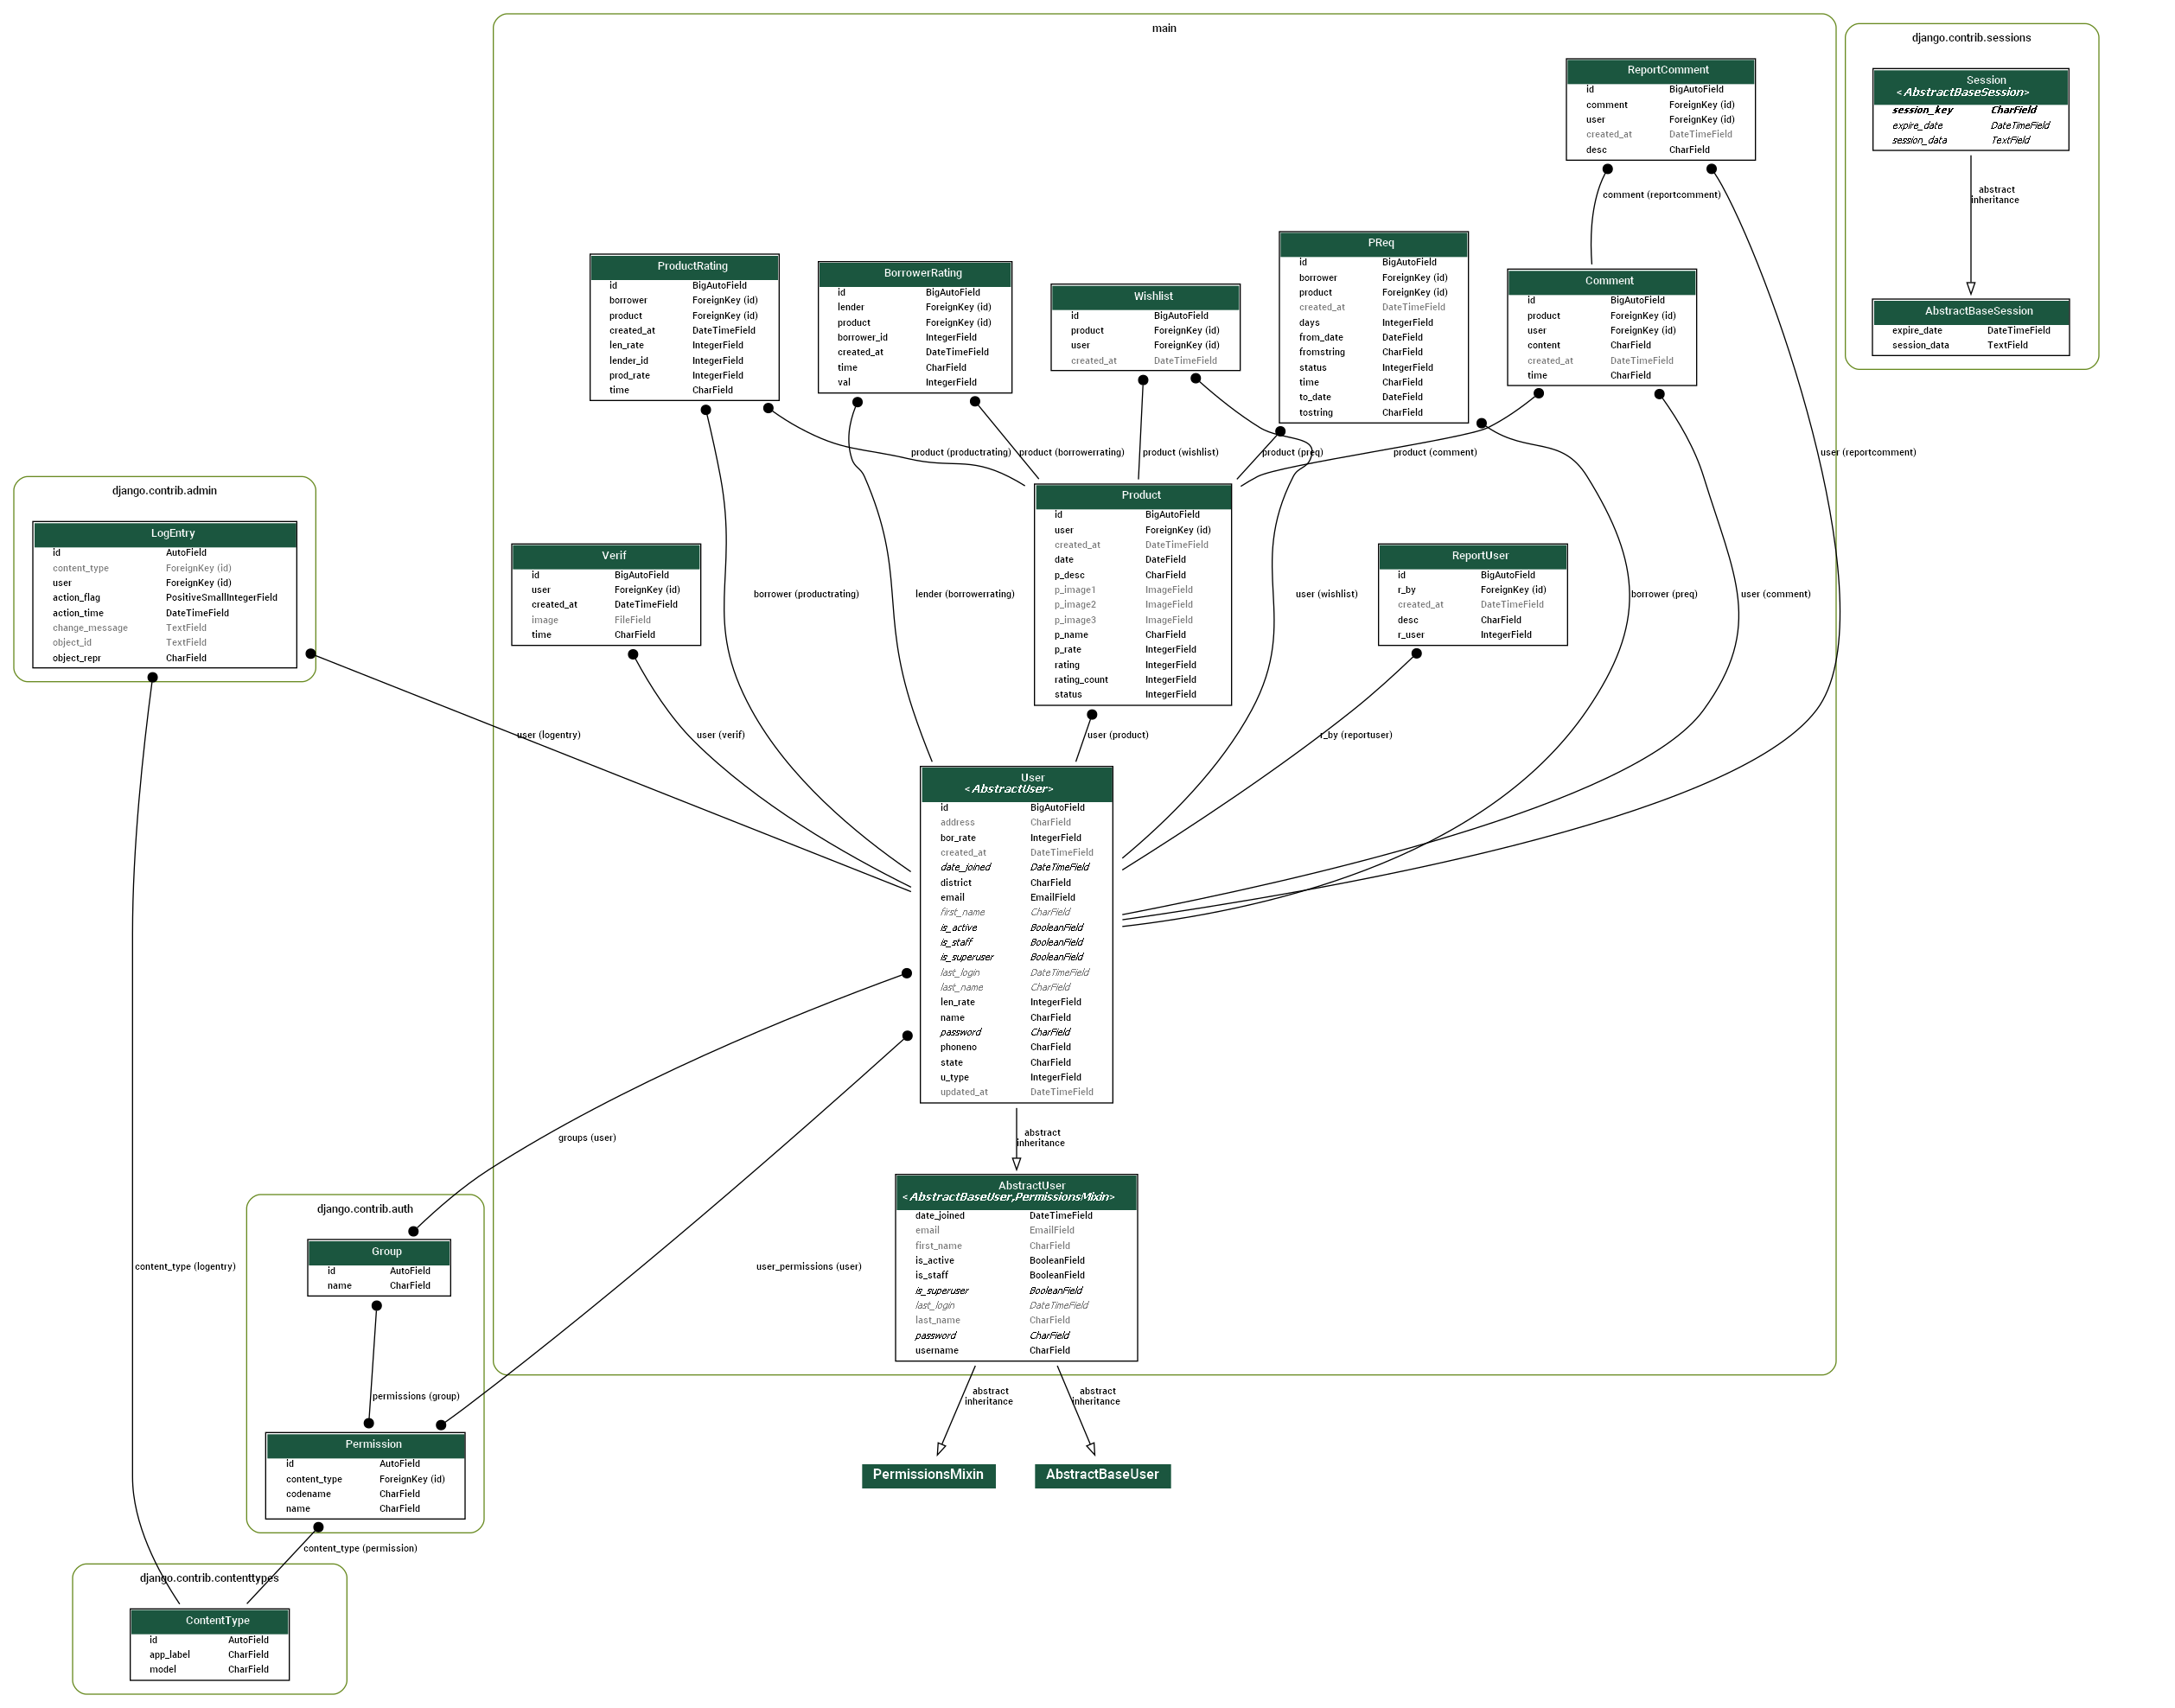 main
django.contrib.sessions
ReportComment
id BigAutoField
comment ForeignKey (id)
user ForeignKey (id)
created_at DateTimeField
desc CharField
Session
<AbstractBaseSession>
session_key CharField
expire_date DateTimeField
session_data TextField
comment (reportcomment)
abstract
inheritance
ProductRating
id BigAutoField
borrower ForeignKey (id)
product ForeignKey (id)
created_at DateTimeField
len_rate IntegerField
lender_id IntegerField
prod_rate IntegerField
time CharField
BorrowerRating
id BigAutoField
lender ForeignKey (id)
product ForeignKey (id)
borrower_id IntegerField
created_at DateTimeField
time CharField
val IntegerField
Wishlist
id BigAutoField
product ForeignKey (id)
user ForeignKey (id)
created_at DateTimeField
PReq
id BigAutoField
borrower ForeignKey (id)
product ForeignKey (id)
created_at DateTimeField
days IntegerField
from_date DateField
fromstring CharField
status IntegerField
time CharField
to_date DateField
tostring CharField
Comment
id BigAutoField
product ForeignKey (id)
user ForeignKey (id)
content CharField
created_at DateTimeField
time CharField
AbstractBaseSession
expire_date DateTimeField
session_data TextField
product (productrating)
product (borrowerrating)
product (wishlist)
product (preq)
product (comment)
user (reportcomment)
django.contrib.admin
LogEntry
id AutoField
content_type ForeignKey (id)
user ForeignKey (id)
action_flag PositiveSmallIntegerField
action_time DateTimeField
change_message TextField
object_id TextField
object_repr CharField
Verif
id BigAutoField
user ForeignKey (id)
created_at DateTimeField
image FileField
time CharField
Product
id BigAutoField
user ForeignKey (id)
created_at DateTimeField
date DateField
p_desc CharField
p_image1 ImageField
p_image2 ImageField
p_image3 ImageField
p_name CharField
p_rate IntegerField
rating IntegerField
rating_count IntegerField
status IntegerField
ReportUser
id BigAutoField
r_by ForeignKey (id)
created_at DateTimeField
desc CharField
r_user IntegerField
borrower (productrating)
lender (borrowerrating)
user (wishlist)
borrower (preq)
user (comment)
user (logentry)
user (verif)
user (product)
r_by (reportuser)
User
<AbstractUser>
id BigAutoField
address CharField
bor_rate IntegerField
created_at DateTimeField
date_joined DateTimeField
district CharField
email EmailField
first_name CharField
is_active BooleanField
is_staff BooleanField
is_superuser BooleanField
last_login DateTimeField
last_name CharField
len_rate IntegerField
name CharField
password CharField
phoneno CharField
state CharField
u_type IntegerField
updated_at DateTimeField
groups (user)
abstract
inheritance
AbstractUser
<AbstractBaseUser,PermissionsMixin>
date_joined DateTimeField
email EmailField
first_name CharField
is_active BooleanField
is_staff BooleanField
is_superuser BooleanField
last_login DateTimeField
last_name CharField
password CharField
username CharField
django.contrib.auth
Group
id AutoField
name CharField
content_type (logentry)
user_permissions (user)
permissions (group)
abstract
inheritance
abstract
inheritance
Permission
id AutoField
content_type ForeignKey (id)
codename CharField
name CharField
PermissionsMixin
AbstractBaseUser
content_type (permission)
django.contrib.contenttypes
ContentType
id AutoField
app_label CharField
model CharField